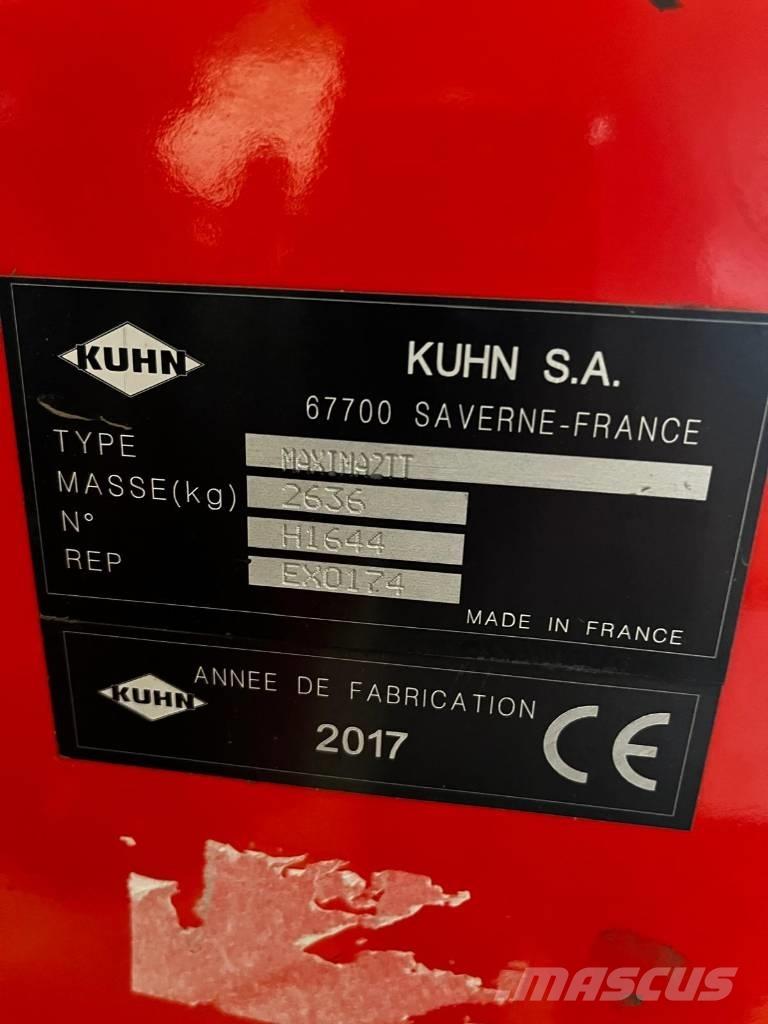 KUHN
KUHN S.A.
67700 SAVERNE-FRANCE
TYPE MAXIMA2TT
MASSE(kg) 2636
N° H1644
REP EX0174
MADE IN FRANCE
KUHN
ANNEE DE FABRICATION
2017
CE
MASCUS